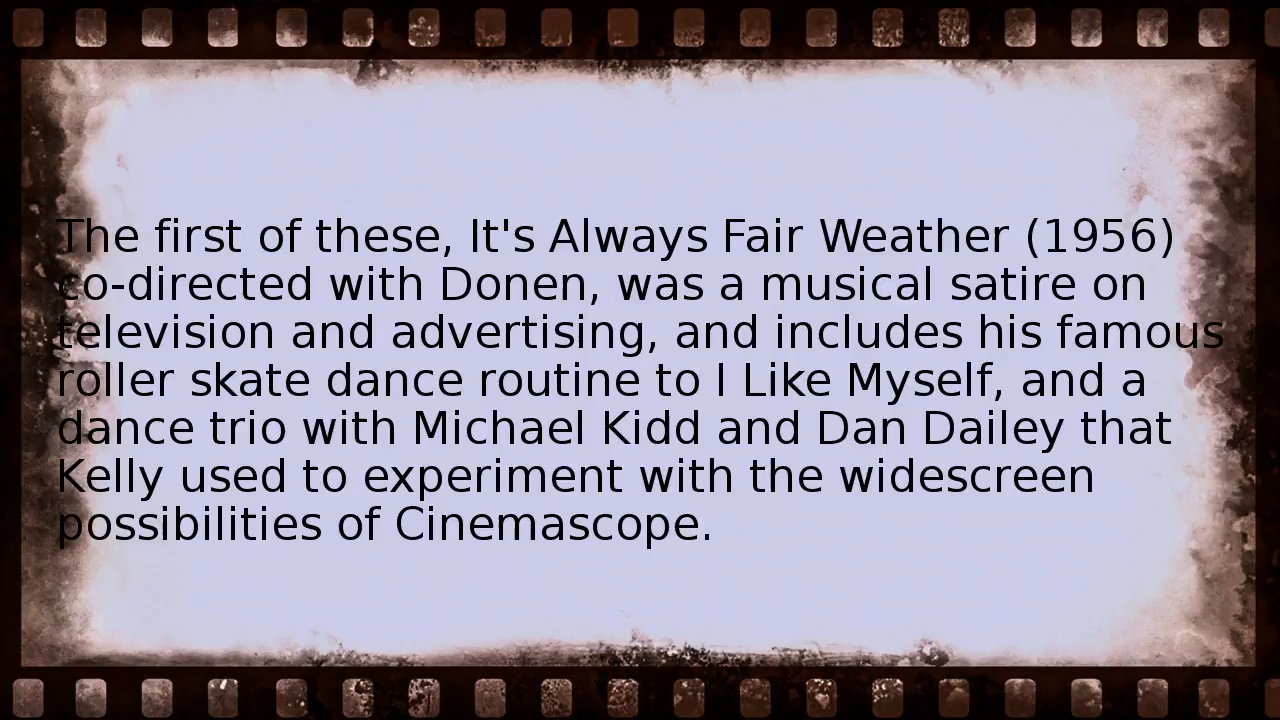 The first of these, It's Always Fair Weather (1956)
co-directed with Donen, was a musical satire on
television and advertising, and includes his famous
roller skate dance routine to I Like Myself, and a
dance trio with Michael Kidd and Dan Dailey that
Kelly used to experiment with the widescreen
possibilities of Cinemascope.